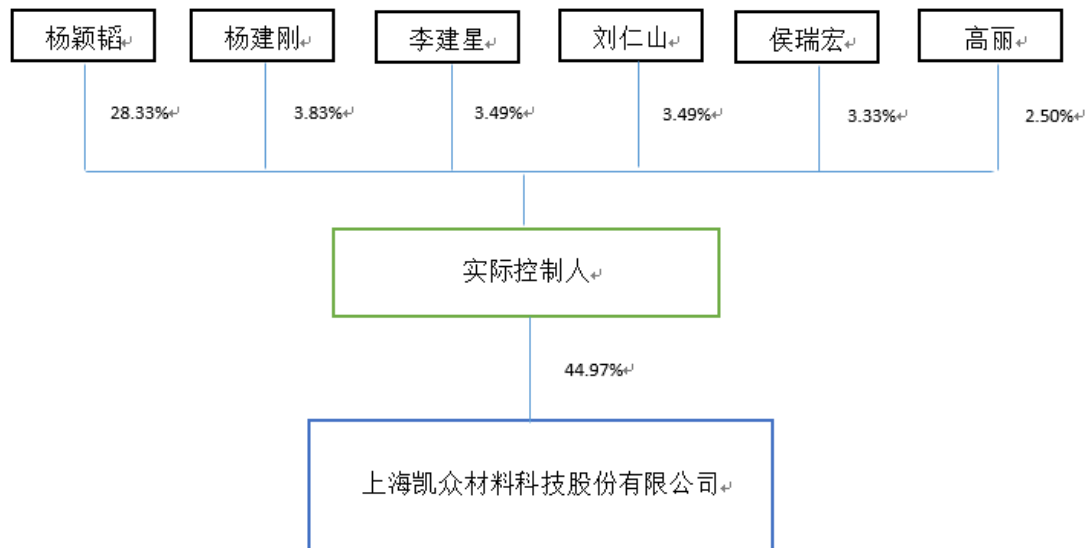 杨颖韬
杨建刚
李建星
刘仁山
侯瑞宏
高丽
28.33%
3.83%
3.49%
3.49%
3.33%
2.50%
实际控制人
44.97%
上海凯众材料科技股份有限公司